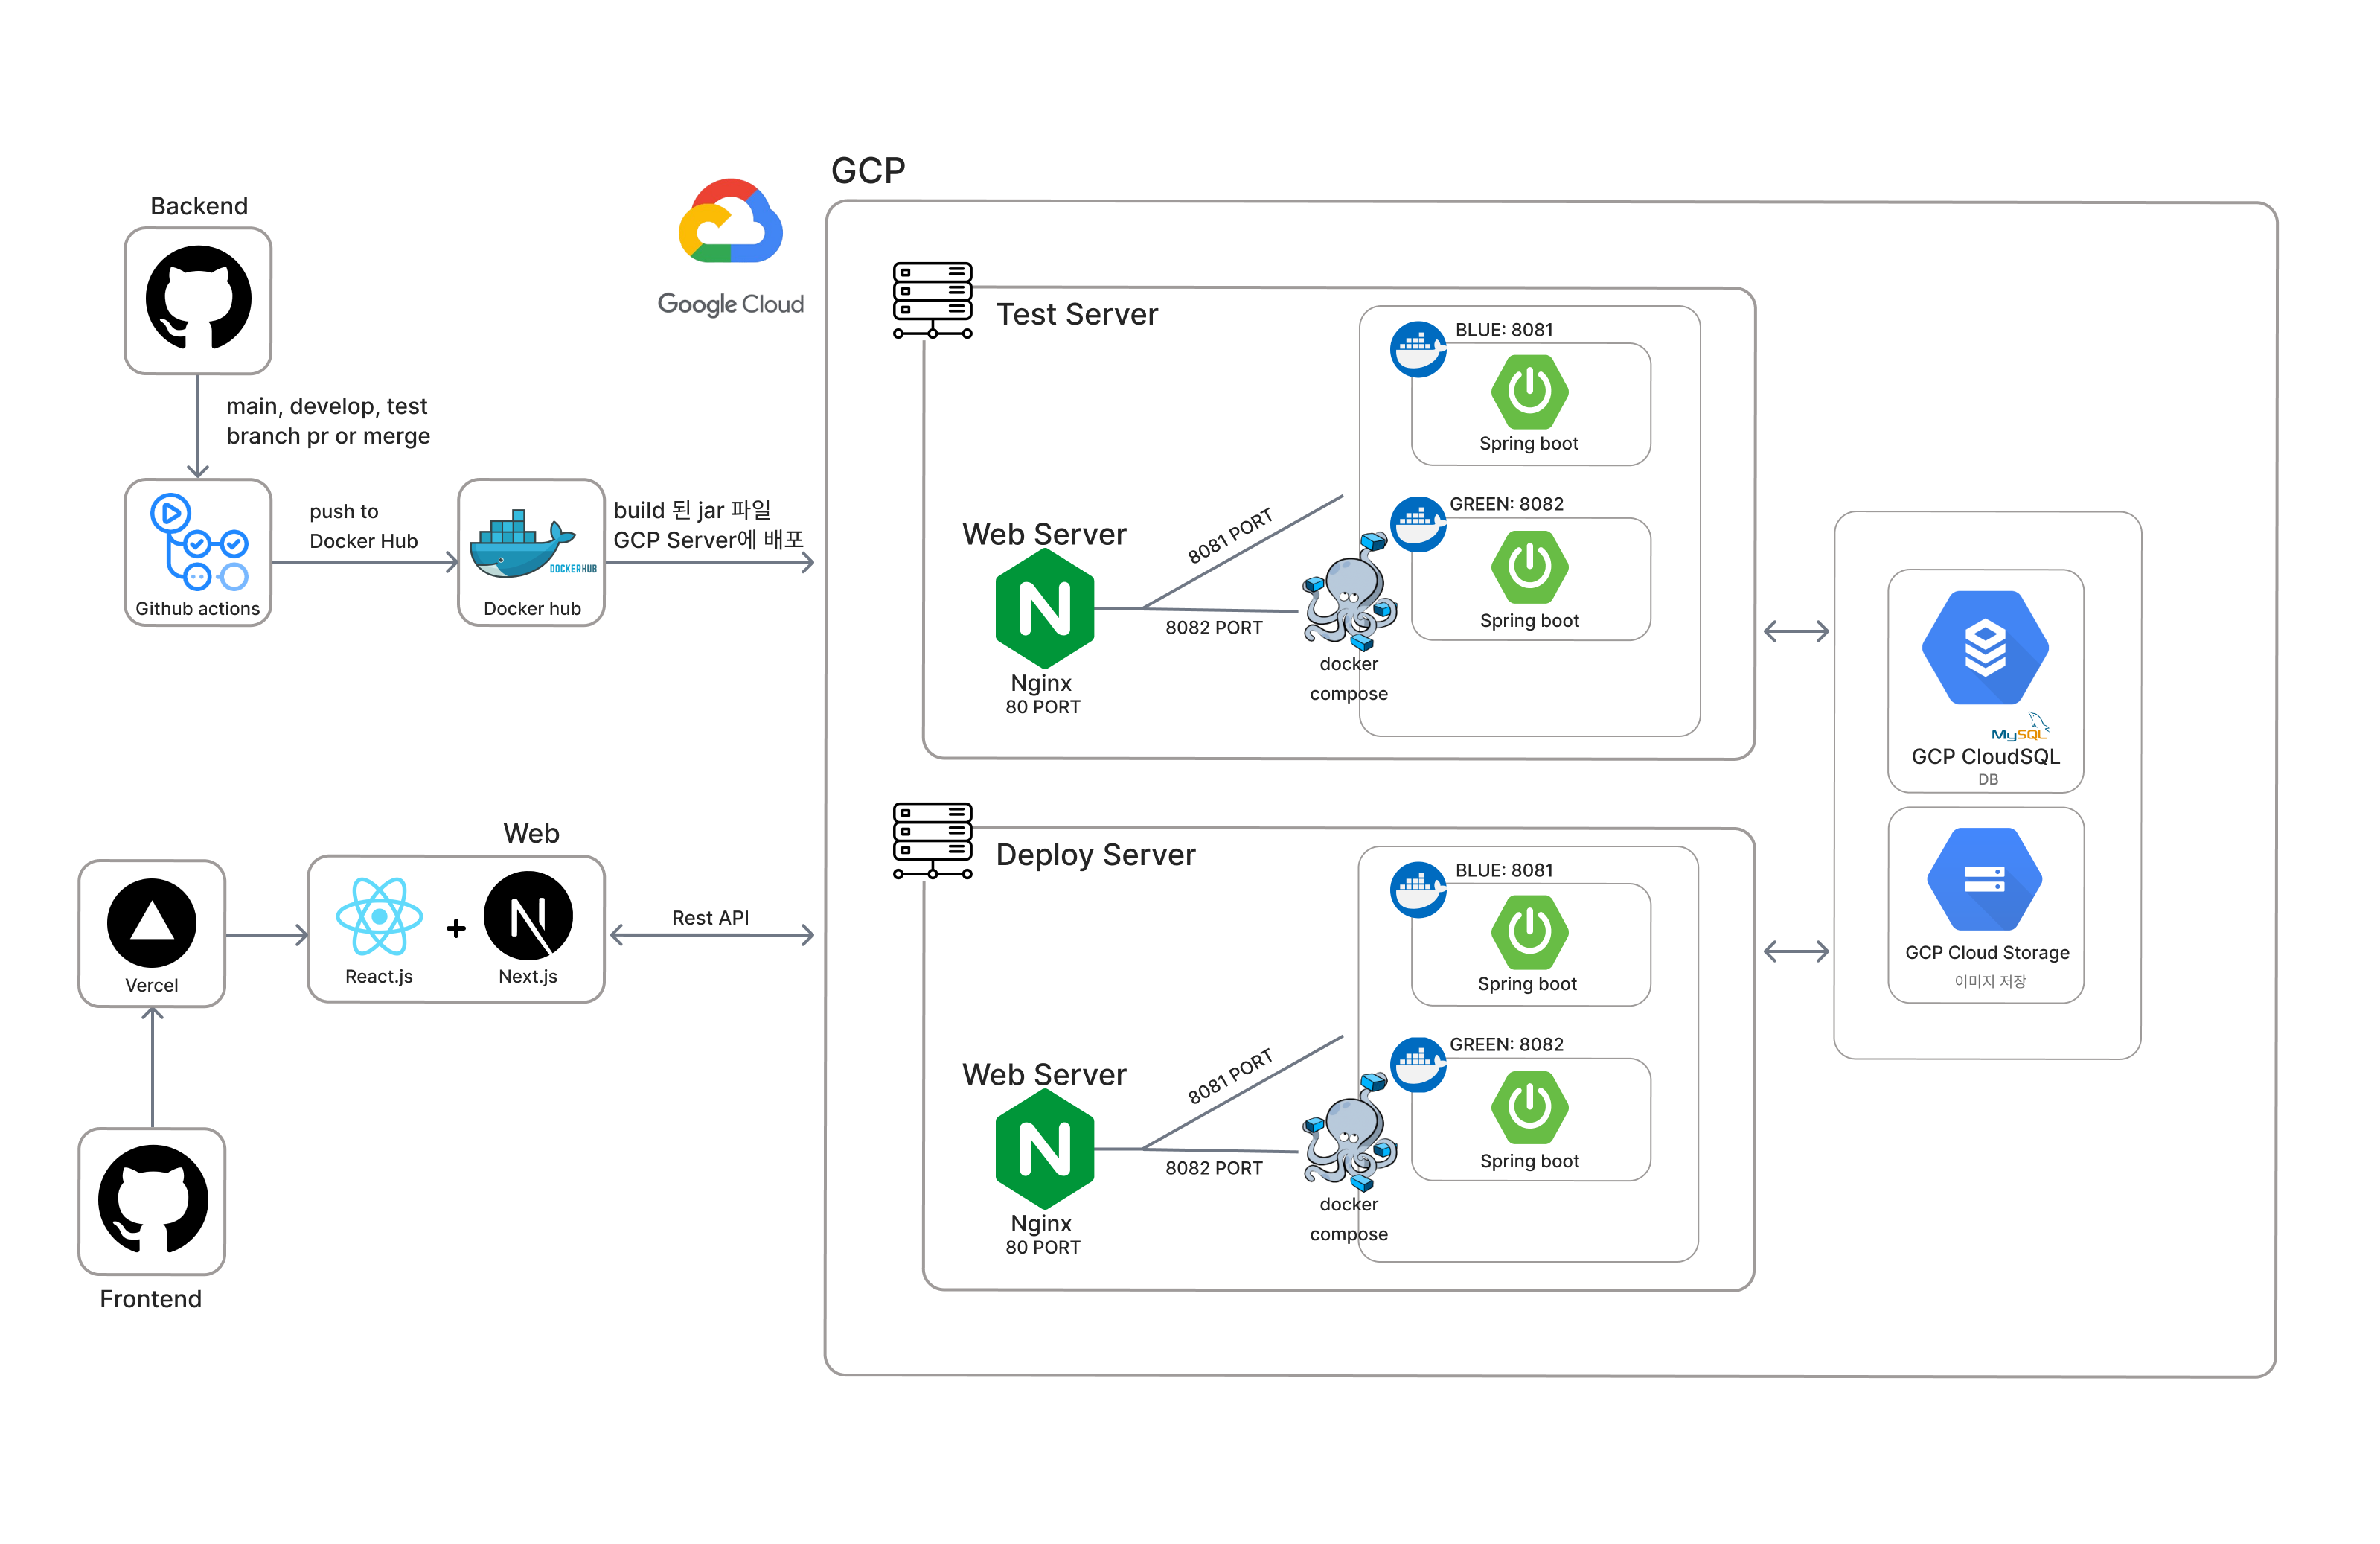 GCP
Backend
Google Cloud
main, develop, test
branch pr or merge
Github actions
push to
Docker Hub
DOCKERHUB
Docker hub
build 된 jar 파일
GCP Server에 배포
Test Server
BLUE: 8081
Spring boot
GREEN: 8082
Spring boot
Web Server
8081 PORT
8082 PORT
Nginx
80 PORT
docker
compose
MySQL
GCP CloudSQL
DB
GCP Cloud Storage
이미지 저장
Web
Vercel
React.js
+
Next.js
Rest API
Frontend
Deploy Server
BLUE: 8081
Spring boot
GREEN: 8082
Spring boot
Web Server
8081 PORT
8082 PORT
Nginx
80 PORT
docker
compose